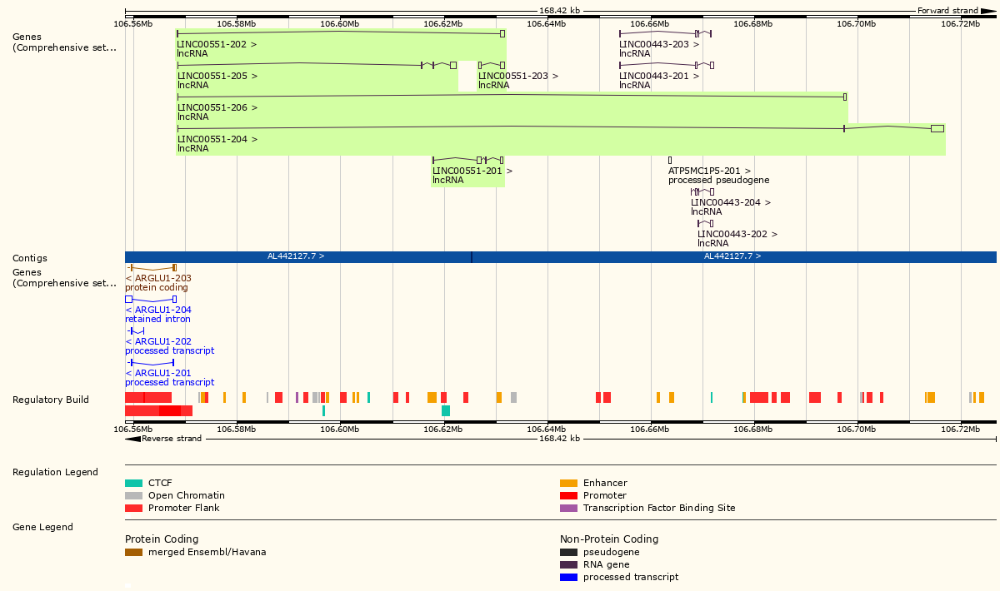 168.42 kb
Forward strand
106.56Mb 106.58Mb 106.60Mb 106.62Mb 106.64Mb 106.66Mb 106.68Mb 106.70Mb 106.72Mb
Genes
(Comprehensive set...
LINC00551-202 >
lncRNA
LINC00443-203 >
lncRNA
LINC00551-205 >
lncRNA
LINC00551-203 >
lncRNA
LINC00443-201 >
lncRNA
LINC00551-206 >
lncRNA
LINC00551-204 >
lncRNA
LINC00551-201 >
lncRNA
ATP5MC1P5-201 >
processed pseudogene
LINC00443-204 >
lncRNA
LINC00443-202 >
lncRNA
Contigs
AL442127.7 >
AL442127.7 >
Genes
(Comprehensive set...
< ARGLU1-203
protein coding
< ARGLU1-204
retained intron
< ARGLU1-202
processed transcript
< ARGLU1-201
processed transcript
Regulatory Build
106.56Mb 106.58Mb 106.60Mb 106.62Mb 106.64Mb 106.66Mb 106.68Mb 106.70Mb 106.72Mb
Reverse strand
168.42 kb
Regulation Legend
CTCF
Open Chromatin
Promoter Flank
Enhancer
Promoter
Transcription Factor Binding Site
Gene Legend
Protein Coding
merged Ensembl/Havana
Non-Protein Coding
pseudogene
RNA gene
processed transcript